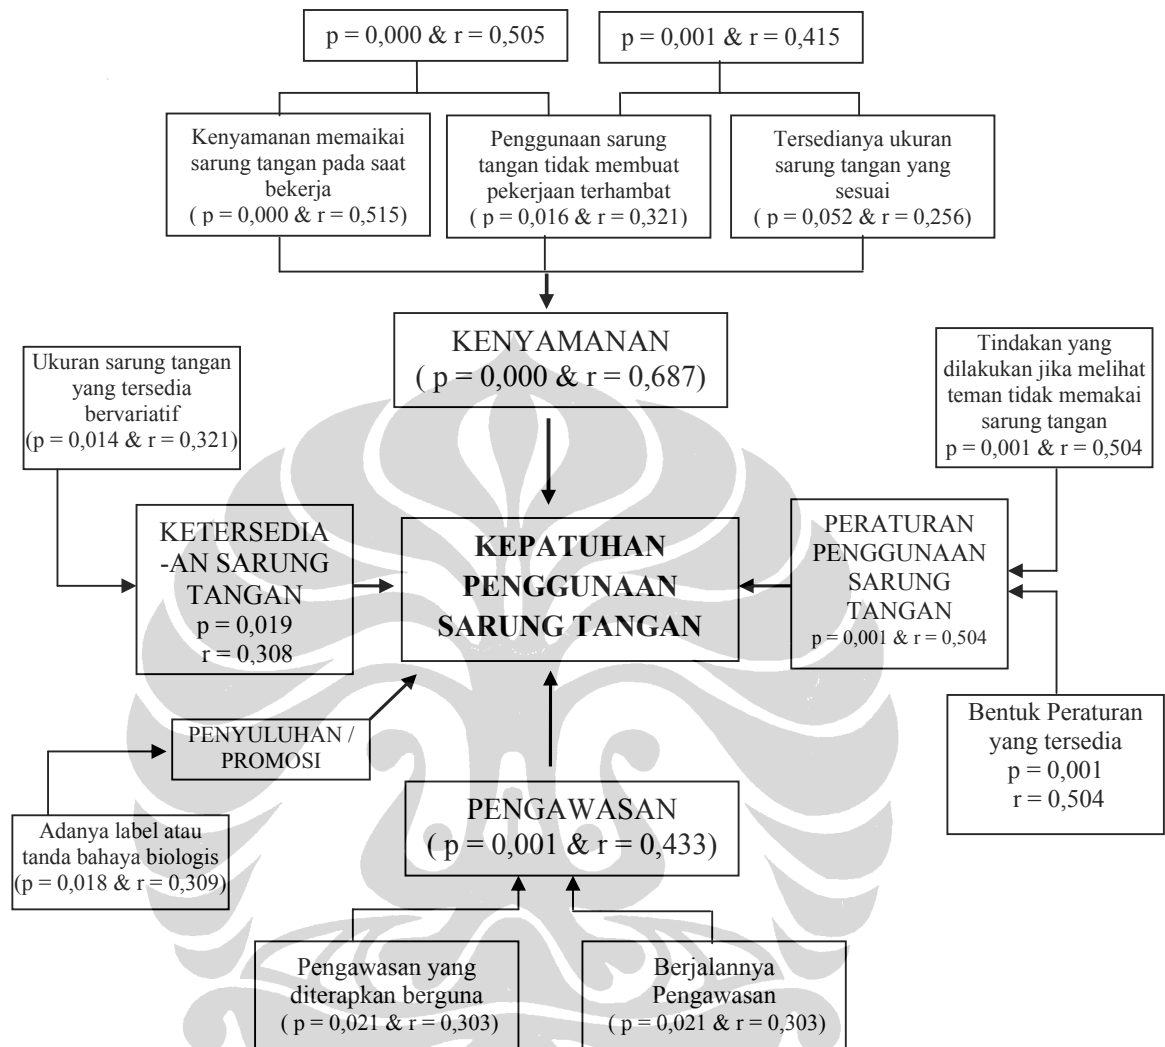 p = 0,000 & r = 0,505
p = 0,001 & r = 0,415
Kenyamanan memaikai
sarung tangan pada saat
bekerja
( p = 0,000 & r = 0,515)
Penggunaan sarung
tangan tidak membuat
pekerjaan terhambat
( p = 0,016 & r = 0,321)
Tersedianya ukuran
sarung tangan yang
sesuai
( p = 0,052 & r = 0,256)
KENYAMANAN
( p = 0,000 & r = 0,687)
Ukuran sarung tangan
yang tersedia
bervariatif
(p = 0,014 & r = 0,321)
Tindakan yang
dilakukan jika melihat
teman tidak memakai
sarung tangan
p = 0,001 & r = 0,504
KETERSEDIA
-AN SARUNG
TANGAN
p = 0,019
r = 0,308
KEPATUHAN
PENGGUNAAN
SARUNG TANGAN
PERATURAN
PENGGUNAAN
SARUNG
TANGAN
p = 0,001 & r = 0,504
PENYULUHAN /
PROMOSI
Bentuk Peraturan
yang tersedia
p = 0,001
r = 0,504
PENGAWASAN
( p = 0,001 & r = 0,433)
Adanya label atau
tanda bahaya biologis
(p = 0,018 & r = 0,309)
Pengawasan yang
diterapkan berguna
( p = 0,021 & r = 0,303)
Berjalannya
Pengawasan
( p = 0,021 & r = 0,303)